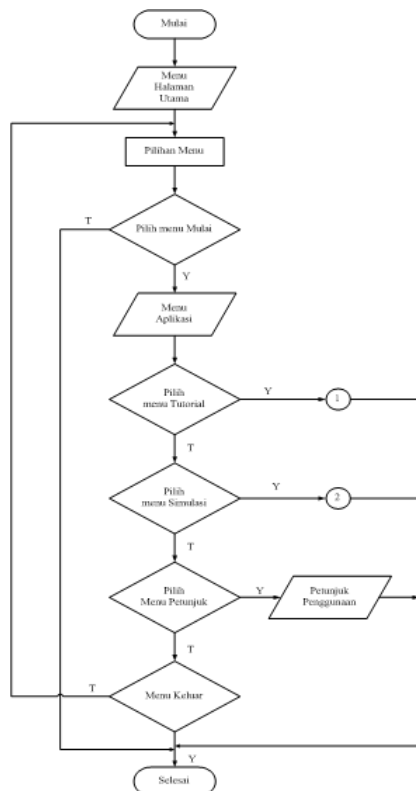 Mulai
Menu
Halaman
Utama
Pilihan Menu
T
Pilih menu Mulai
Y
Menu
Aplikasi
Pilih
menu Tutorial
Y
1
T
Pilih
menu Simulasi
Y
2
T
Pilih
Menu Petunjuk
Y
Petunjuk
Penggunaan
T
T
Menu Keluar
Y
Selesai